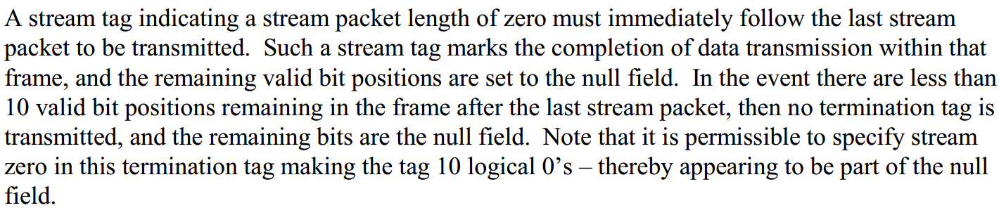 A stream tag indicating a stream packet length of zero must immediately follow the last stream
packet to be transmitted.  Such a stream tag marks the completion of data transmission within that
frame, and the remaining valid bit positions are set to the null field.  In the event there are less than
10 valid bit positions remaining in the frame after the last stream packet, then no termination tag is
transmitted, and the remaining bits are the null field.  Note that it is permissible to specify stream
zero in this termination tag making the tag 10 logical 0’s – thereby appearing to be part of the null
field.